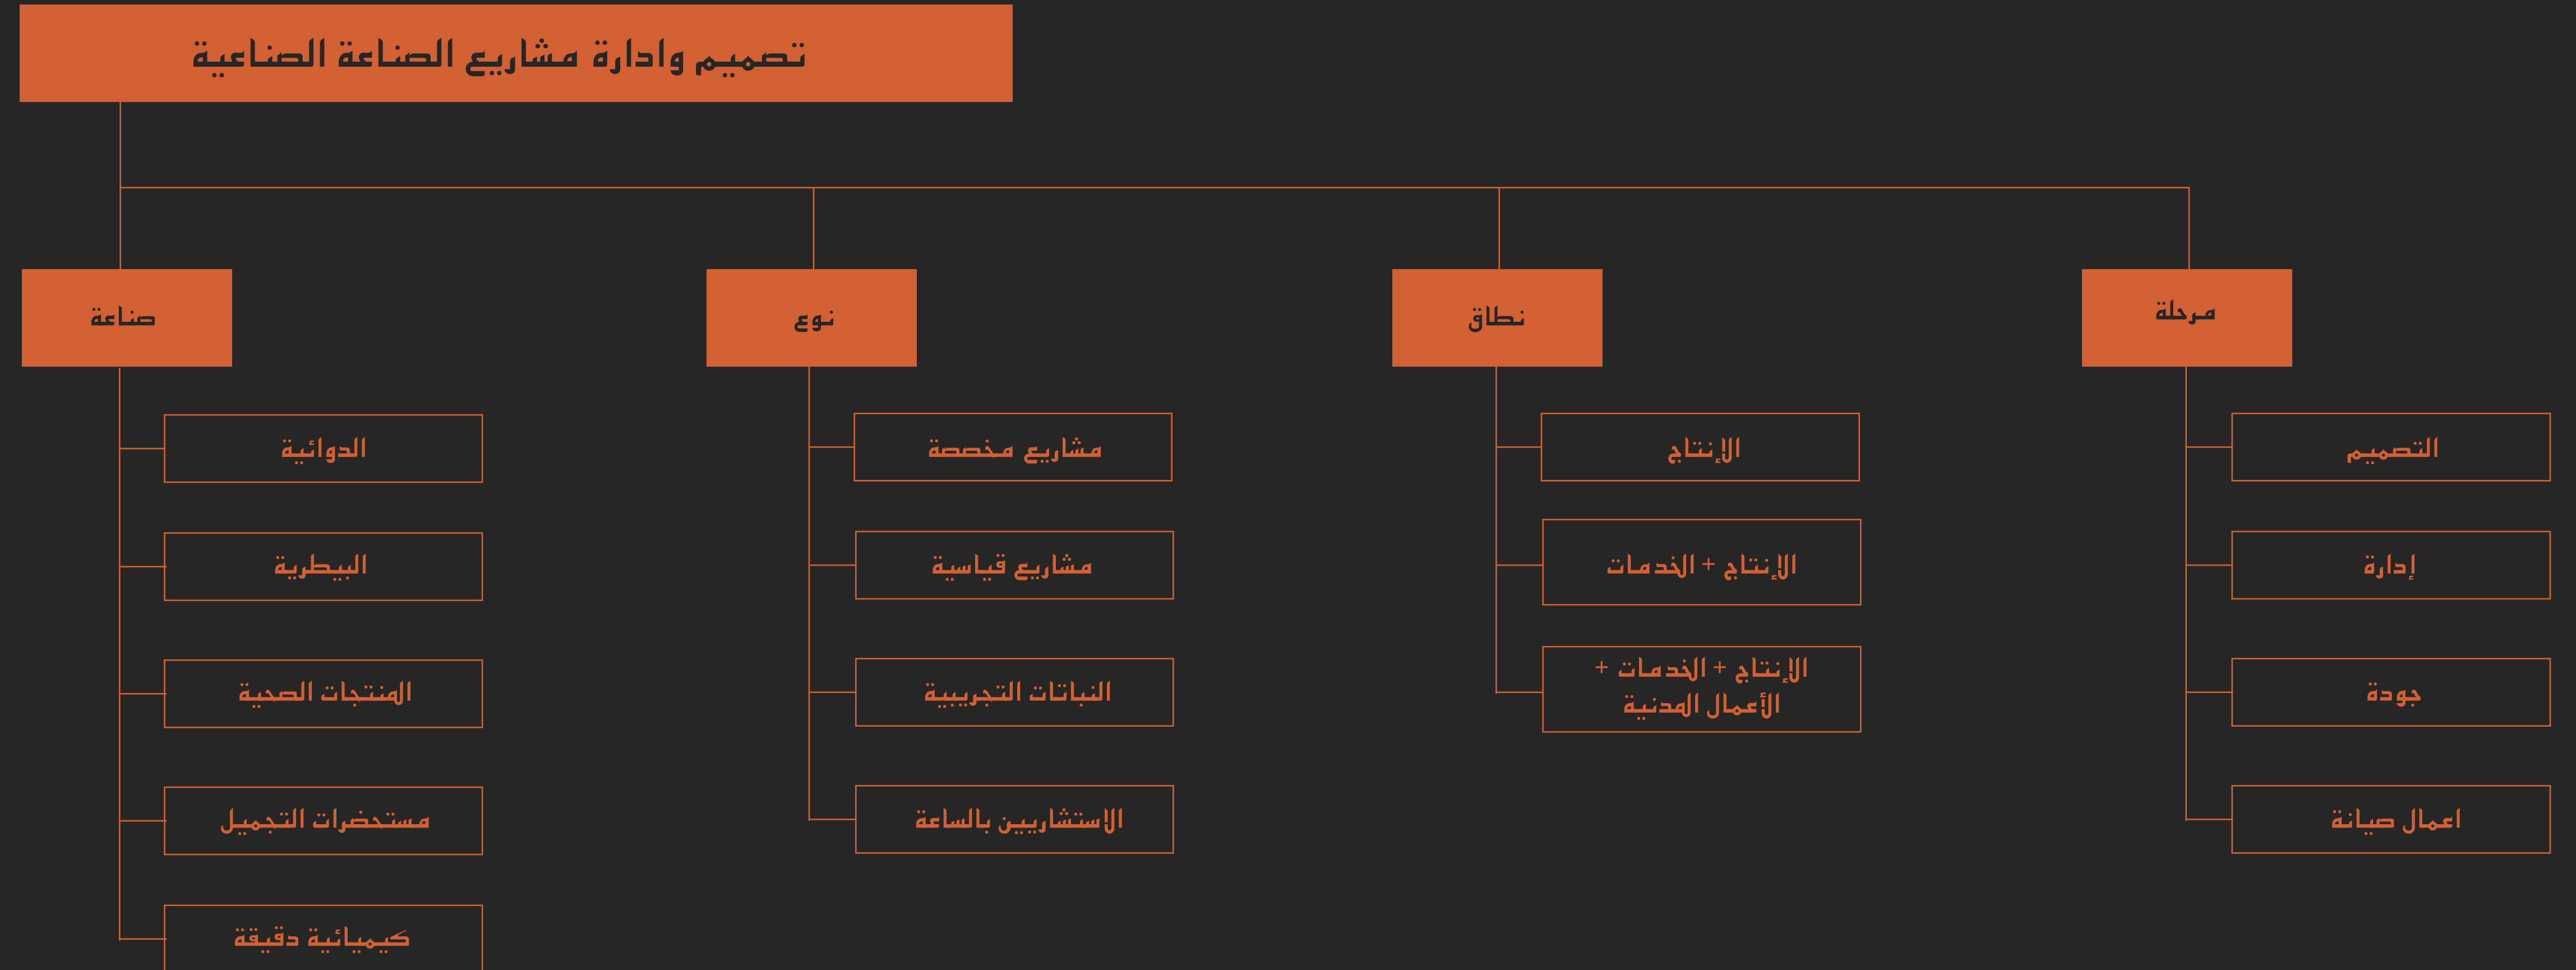 تصميم وادارة مشاريع الصناعة الصناعية
صناعة
الدوائية
البيطرية
المنتجات الصحية
مستحضرات التجميل
كيميائية دقيقة
نوع
مشاريع مخصصة
مشاريع قياسية
النباتات التجريبية
الاستشاريين بالساعة
نطاق
الإنتاج
الإنتاج + الخدمات
الإنتاج + الخدمات +
الأعمال المدنية
مرحلة
التصميم
إدارة
جودة
اعمال صيانة